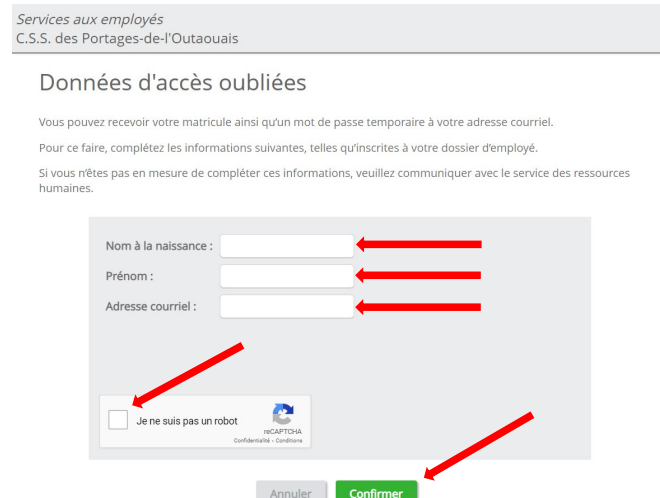 Services aux employés
C.S.S. des Portages-de-l'Outaouais
Données d'accès oubliées
Vous pouvez recevoir votre matricule ainsi qu'un mot de passe temporaire à votre adresse courriel.
Pour ce faire, complétez les informations suivantes, telles qu'inscrites à votre dossier d'employé.
Si vous n'êtes pas en mesure de compléter ces informations, veuillez communiquer avec le service des ressources
humaines.
Nom à la naissance :
Prénom :
Adresse courriel :
Je ne suis pas un robot
reCAPTCHA
Confidentialité - Conditions
Annuler
Confirmer